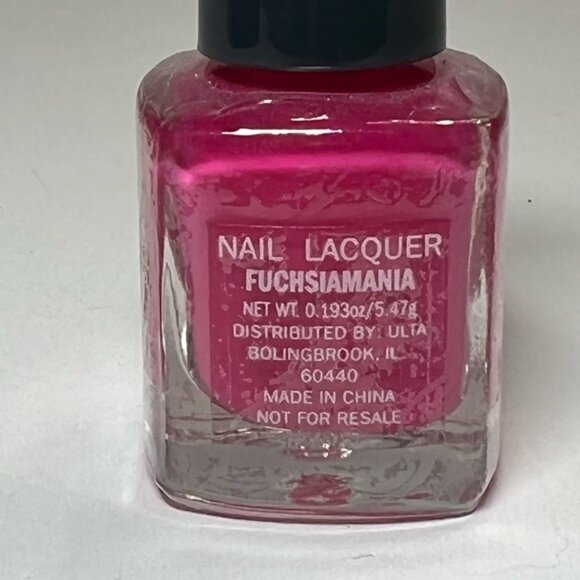 NAIL LACQUER
FUCHSIAMANIA
NET WT. 0.193oz/5.47g
DISTRIBUTED BY: ULTA
BOLINGBROOK, IL
60440
MADE IN CHINA
NOT FOR RESALE